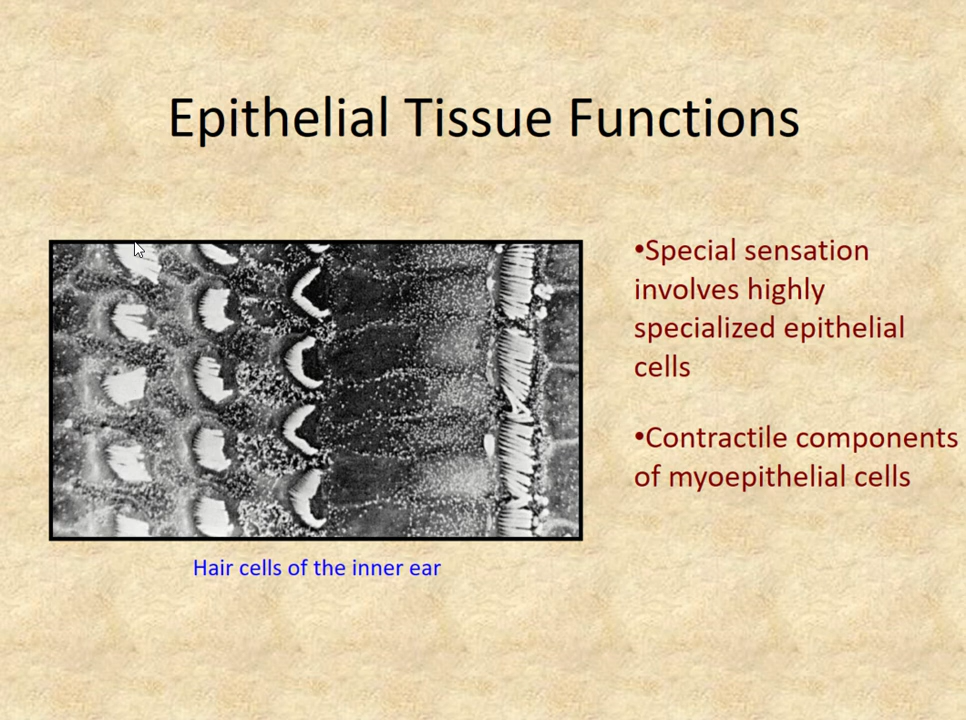 Epithelial Tissue Functions
•Special sensation
involves highly
specialized epithelial
cells
•Contractile components
of myoepithelial cells
Hair cells of the inner ear